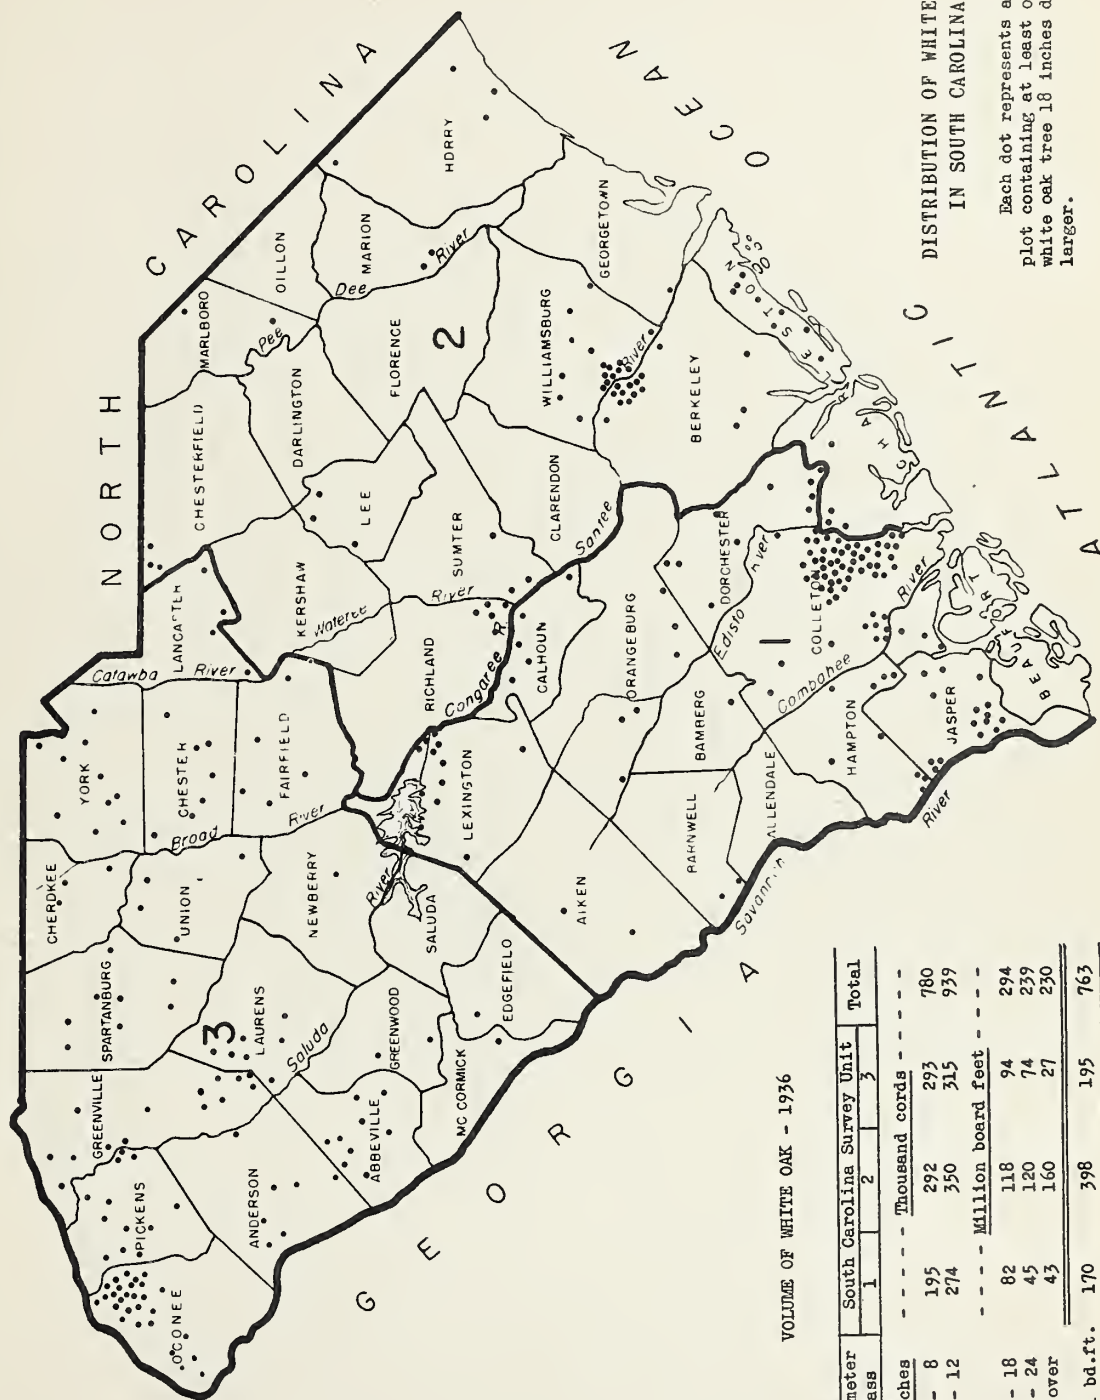 NORTH
CAROLINA
ATLANTIC
OCEAN
GEORGIA
OCONEE
PICKENS
GREENVILLE
SPARTANBURG
CHEROKEE
YORK
ANDERSON
LAURENS
UNION
CHESTER
LANCASTER
CHESTERFIELD
MARLBORO
DILLON
ABBEVILLE
GREENWOOD
NEWBERRY
FAIRFIELD
KERSHAW
DARLINGTON
MARION
HORRY
MC CORMICK
EDGEFIELD
SALUDA
LEXINGTON
RICHLAND
LEE
SUMTER
FLORENCE
AIKEN
CALHOUN
CLARENDON
WILLIAMSBURG
GEORGETOWN
BARNWELL
BAMBERG
ORANGEBURG
DORCHESTER
BERKELEY
ALLENDALE
HAMPTON
COLLETON
JASPER
BEAUFORT
CHARLESTON
1
2
3
Catawba River
Broad River
Saluda River
Wateree River
Congaree R
Santee River
Pee Dee River
Edisto River
Combahee River
Savannah River
DISTRIBUTION OF WHITE
IN SOUTH CAROLINA
Each dot represents a
plot containing at least
white oak tree 18 inches
larger.
VOLUME OF WHITE OAK - 1936
meter South Carolina Survey Unit Total
ass 1 2 3
ches - - - - - Thousand cords - - - - -
- 8 195 292 293 780
- 12 274 350 315 939
- - - - Million board feet - - - - -
- 18 82 118 94 294
- 24 45 120 74 239
over 43 160 27 230
bd.ft. 170 398 195 763